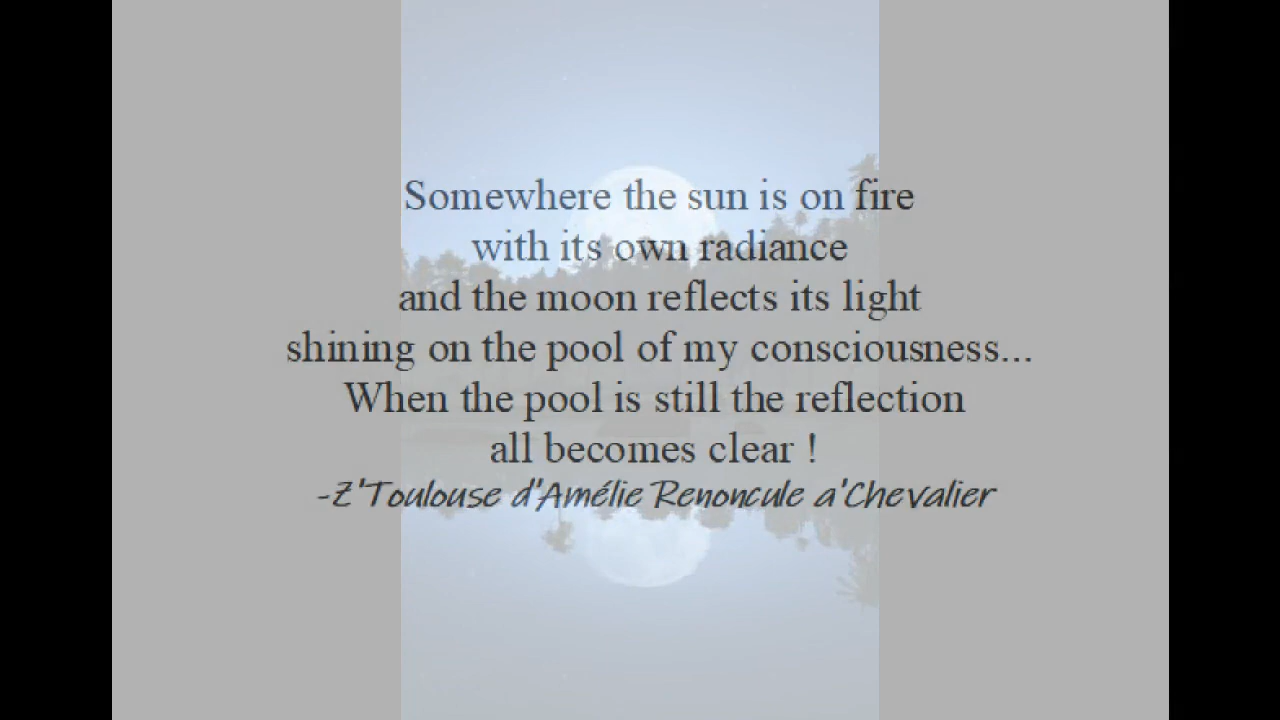 Somewhere the sun is on fire
with its own radiance
and the moon reflects its light
shining on the pool of my consciousness...
When the pool is still the reflection
all becomes clear !
-Z'Toulouse d'Amélie Renoncule a'Chevalier